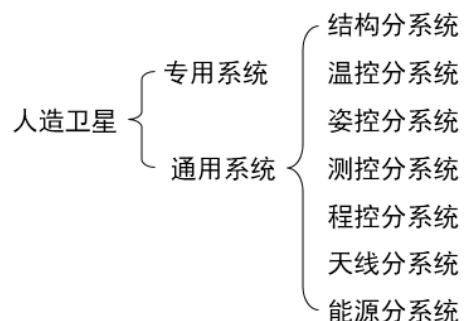 人造卫星
专用系统
通用系统
结构分系统
温控分系统
姿控分系统
测控分系统
程控分系统
天线分系统
能源分系统